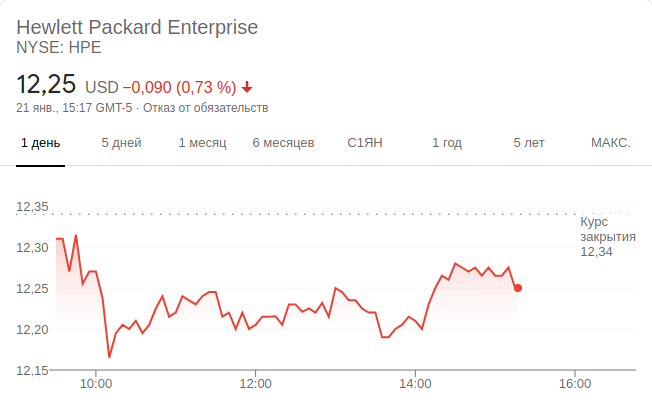 Hewlett Packard Enterprise
NYSE: HPE
12,25 USD −0,090 (0,73 %)
21 янв., 15:17 GMT-5 · Отказ от обязательств
1 день 5 дней 1 месяц 6 месяцев С1ЯН 1 год 5 лет МАКС.
12,35
Курс
закрытия
12,34
12,30
12,25
12,20
12,15
10:00 12:00 14:00 16:00